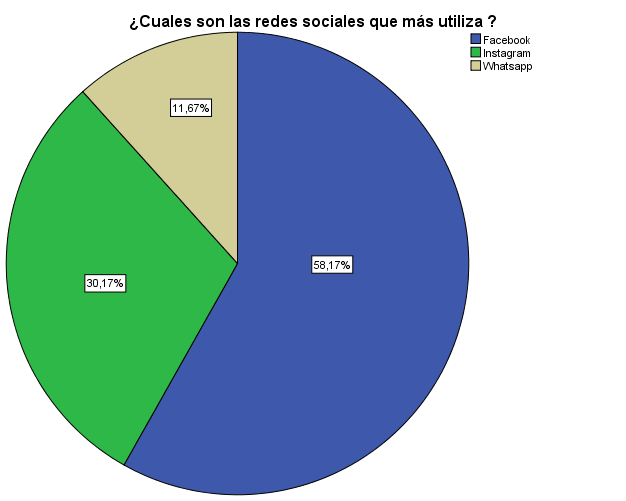 ¿Cuales son las redes sociales que más utiliza ?
Facebook
Instagram
Whatsapp
11,67%
58,17%
30,17%